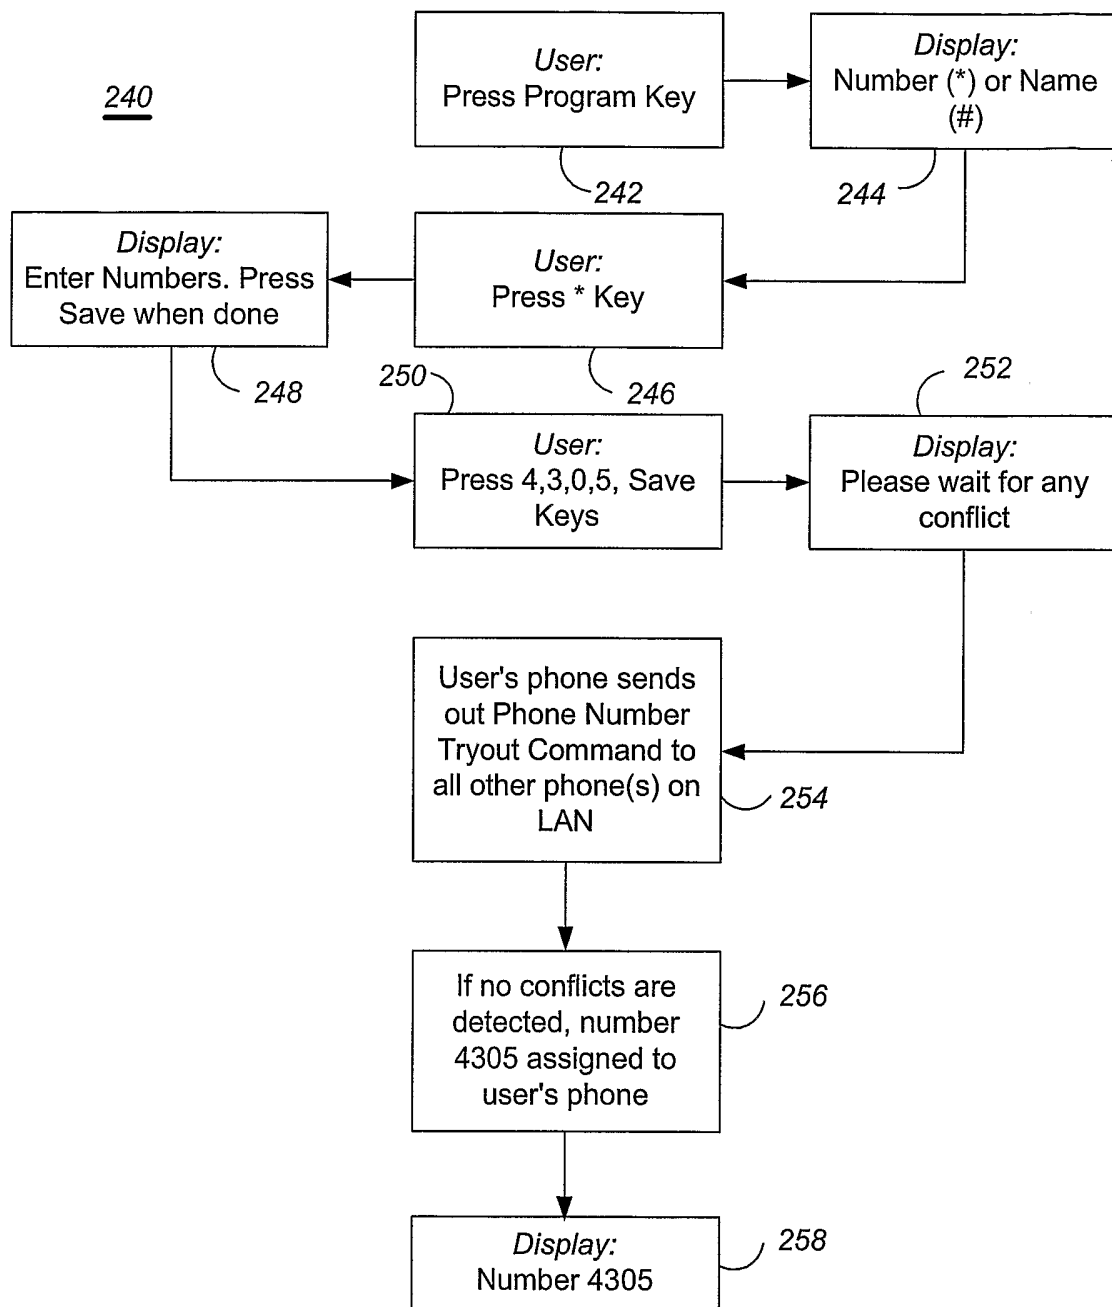 240
User:
Press Program Key
242
Display:
Number (*) or Name
(#)
244
User:
Press * Key
246
Display:
Enter Numbers. Press
Save when done
248
250
User:
Press 4,3,0,5, Save
Keys
252
Display:
Please wait for any
conflict
User's phone sends
out Phone Number
Tryout Command to
all other phone(s) on
LAN
254
If no conflicts are
detected, number
4305 assigned to
user's phone
256
Display:
Number 4305
258